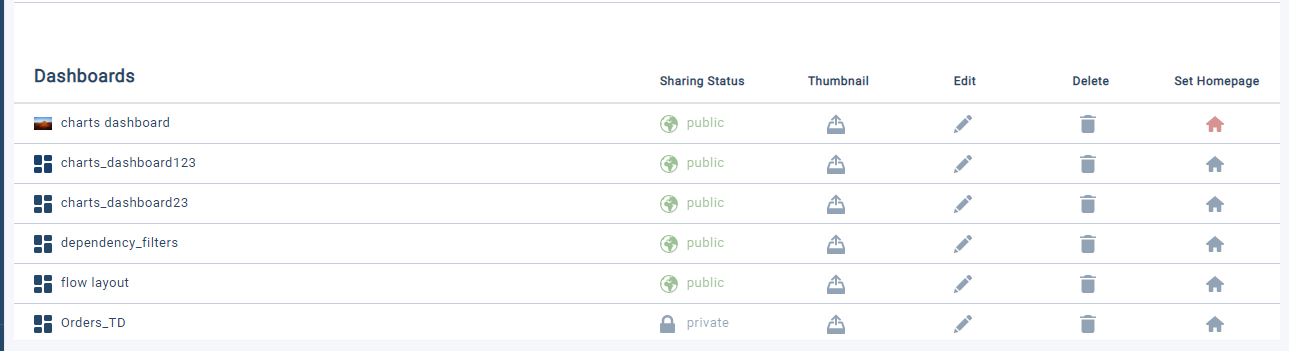 Dashboards Sharing Status Thumbnail Edit Delete Set Homepage
charts dashboard public
charts_dashboard123 public
charts_dashboard23 public
dependency_filters public
flow layout public
Orders_TD private